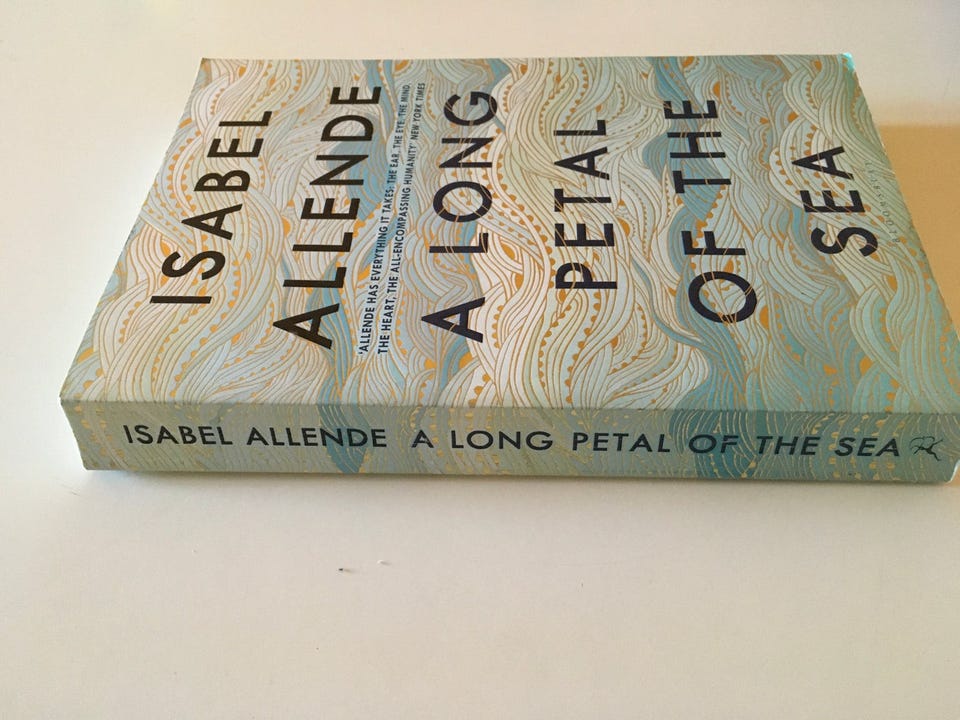 ISABEL
ALLENDE
'ALLENDE HAS EVERYTHING IT TAKES: THE EAR, THE EYE, THE MIND,
THE HEART, THE ALL-ENCOMPASSING HUMANITY' NEW YORK TIMES
A LONG
PETAL
OF THE
SEA
BLOOMSBURY
ISABEL ALLENDE A LONG PETAL OF THE SEA